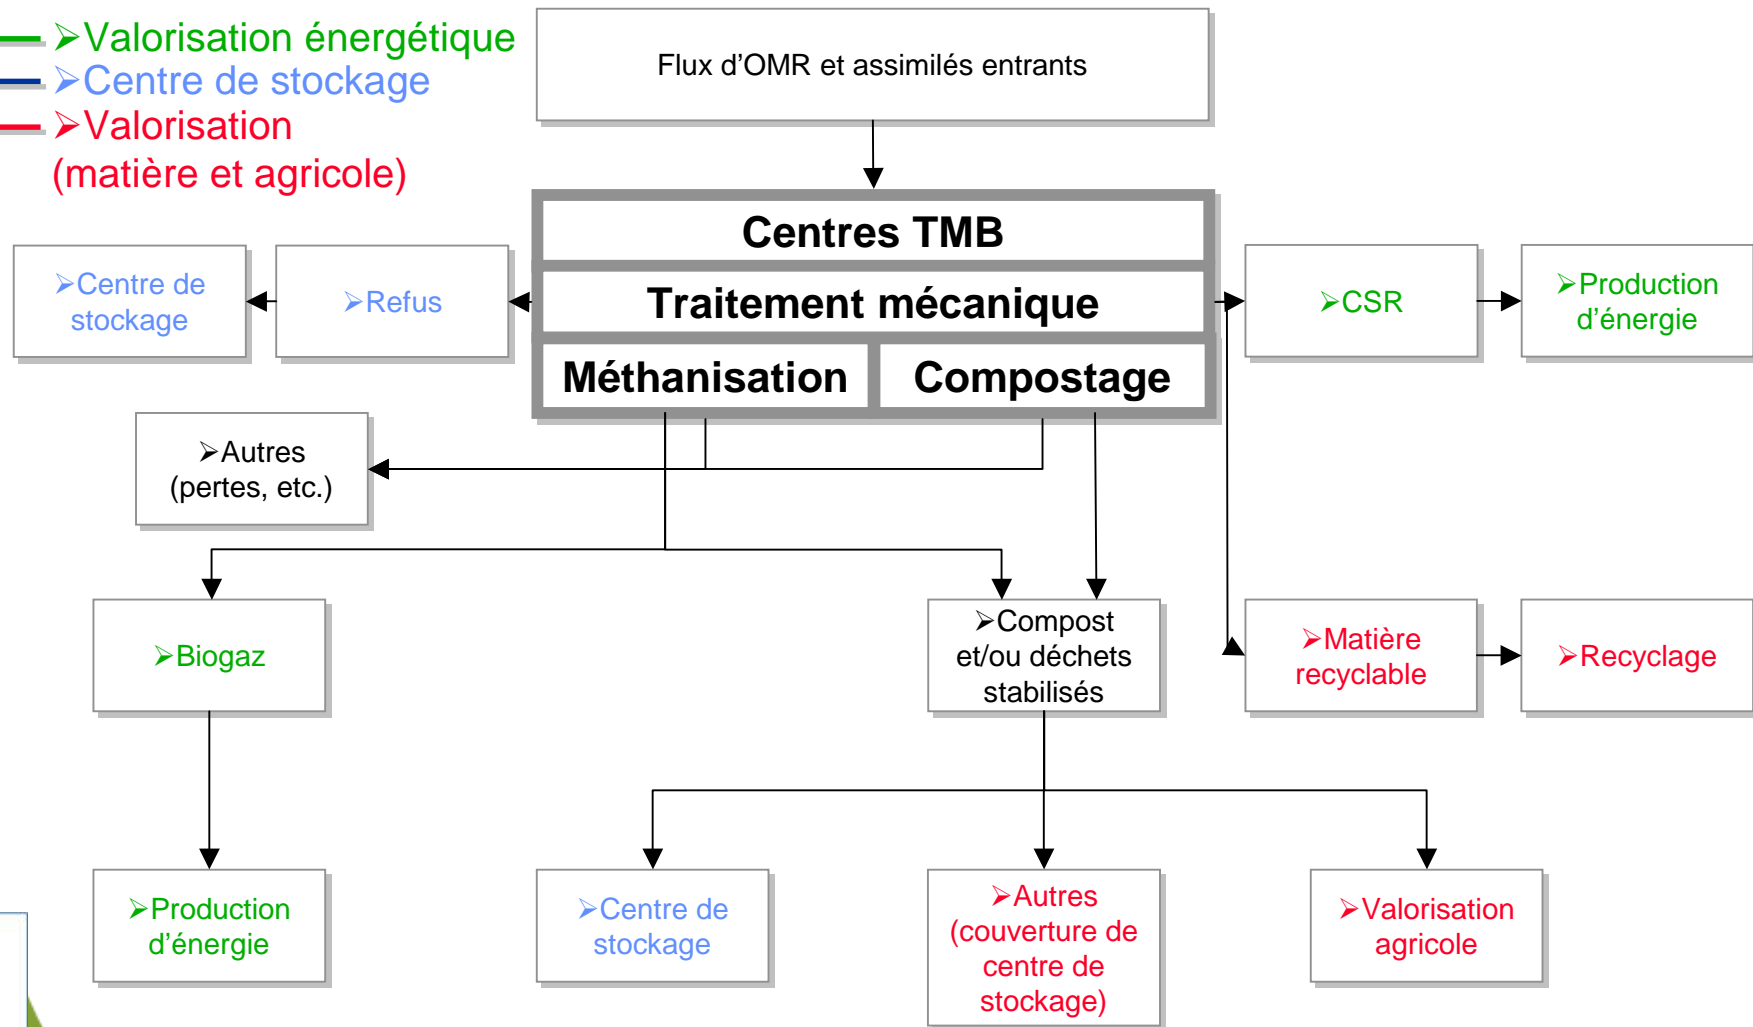 ➢Valorisation énergétique
➢Centre de stockage
➢Valorisation
(matière et agricole)
Flux d’OMR et assimilés entrants
Centres TMB
Traitement mécanique
Méthanisation
Compostage
➢Centre de
stockage
➢Refus
➢CSR
➢Production
d’énergie
➢Autres
(pertes, etc.)
➢Biogaz
➢Compost
et/ou déchets
stabilisés
➢Matière
recyclable
➢Recyclage
➢Production
d’énergie
➢Centre de
stockage
➢Autres
(couverture de
centre de
stockage)
➢Valorisation
agricole